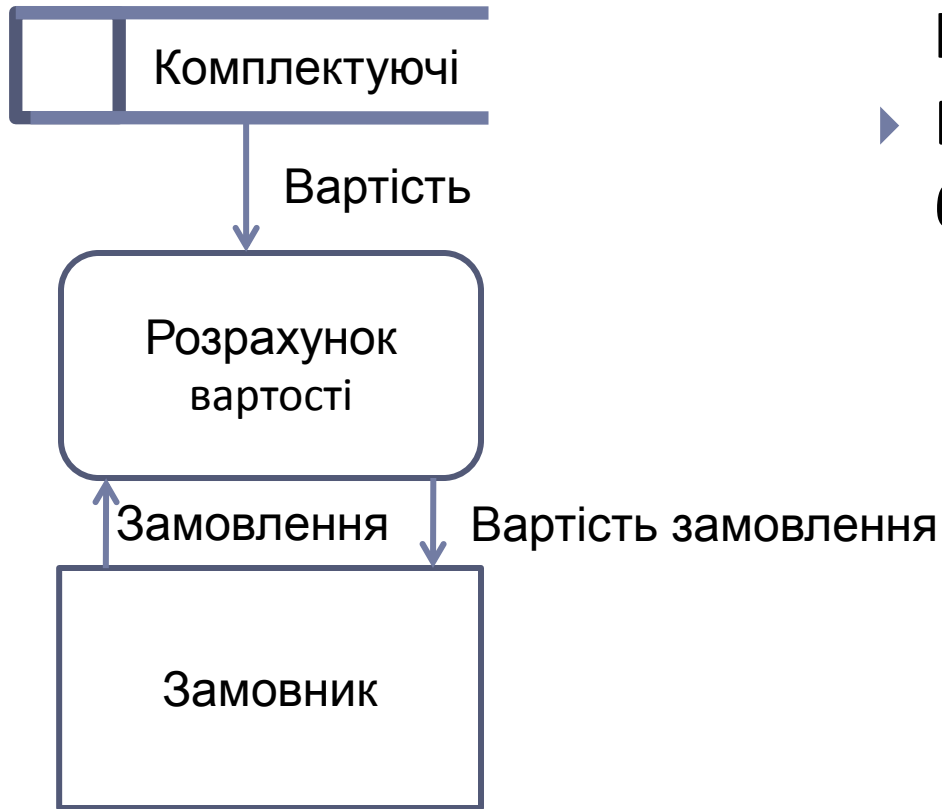 Комплектуючі
Вартість
Розрахунок
вартості
Замовлення
Вартість замовлення
Замовник